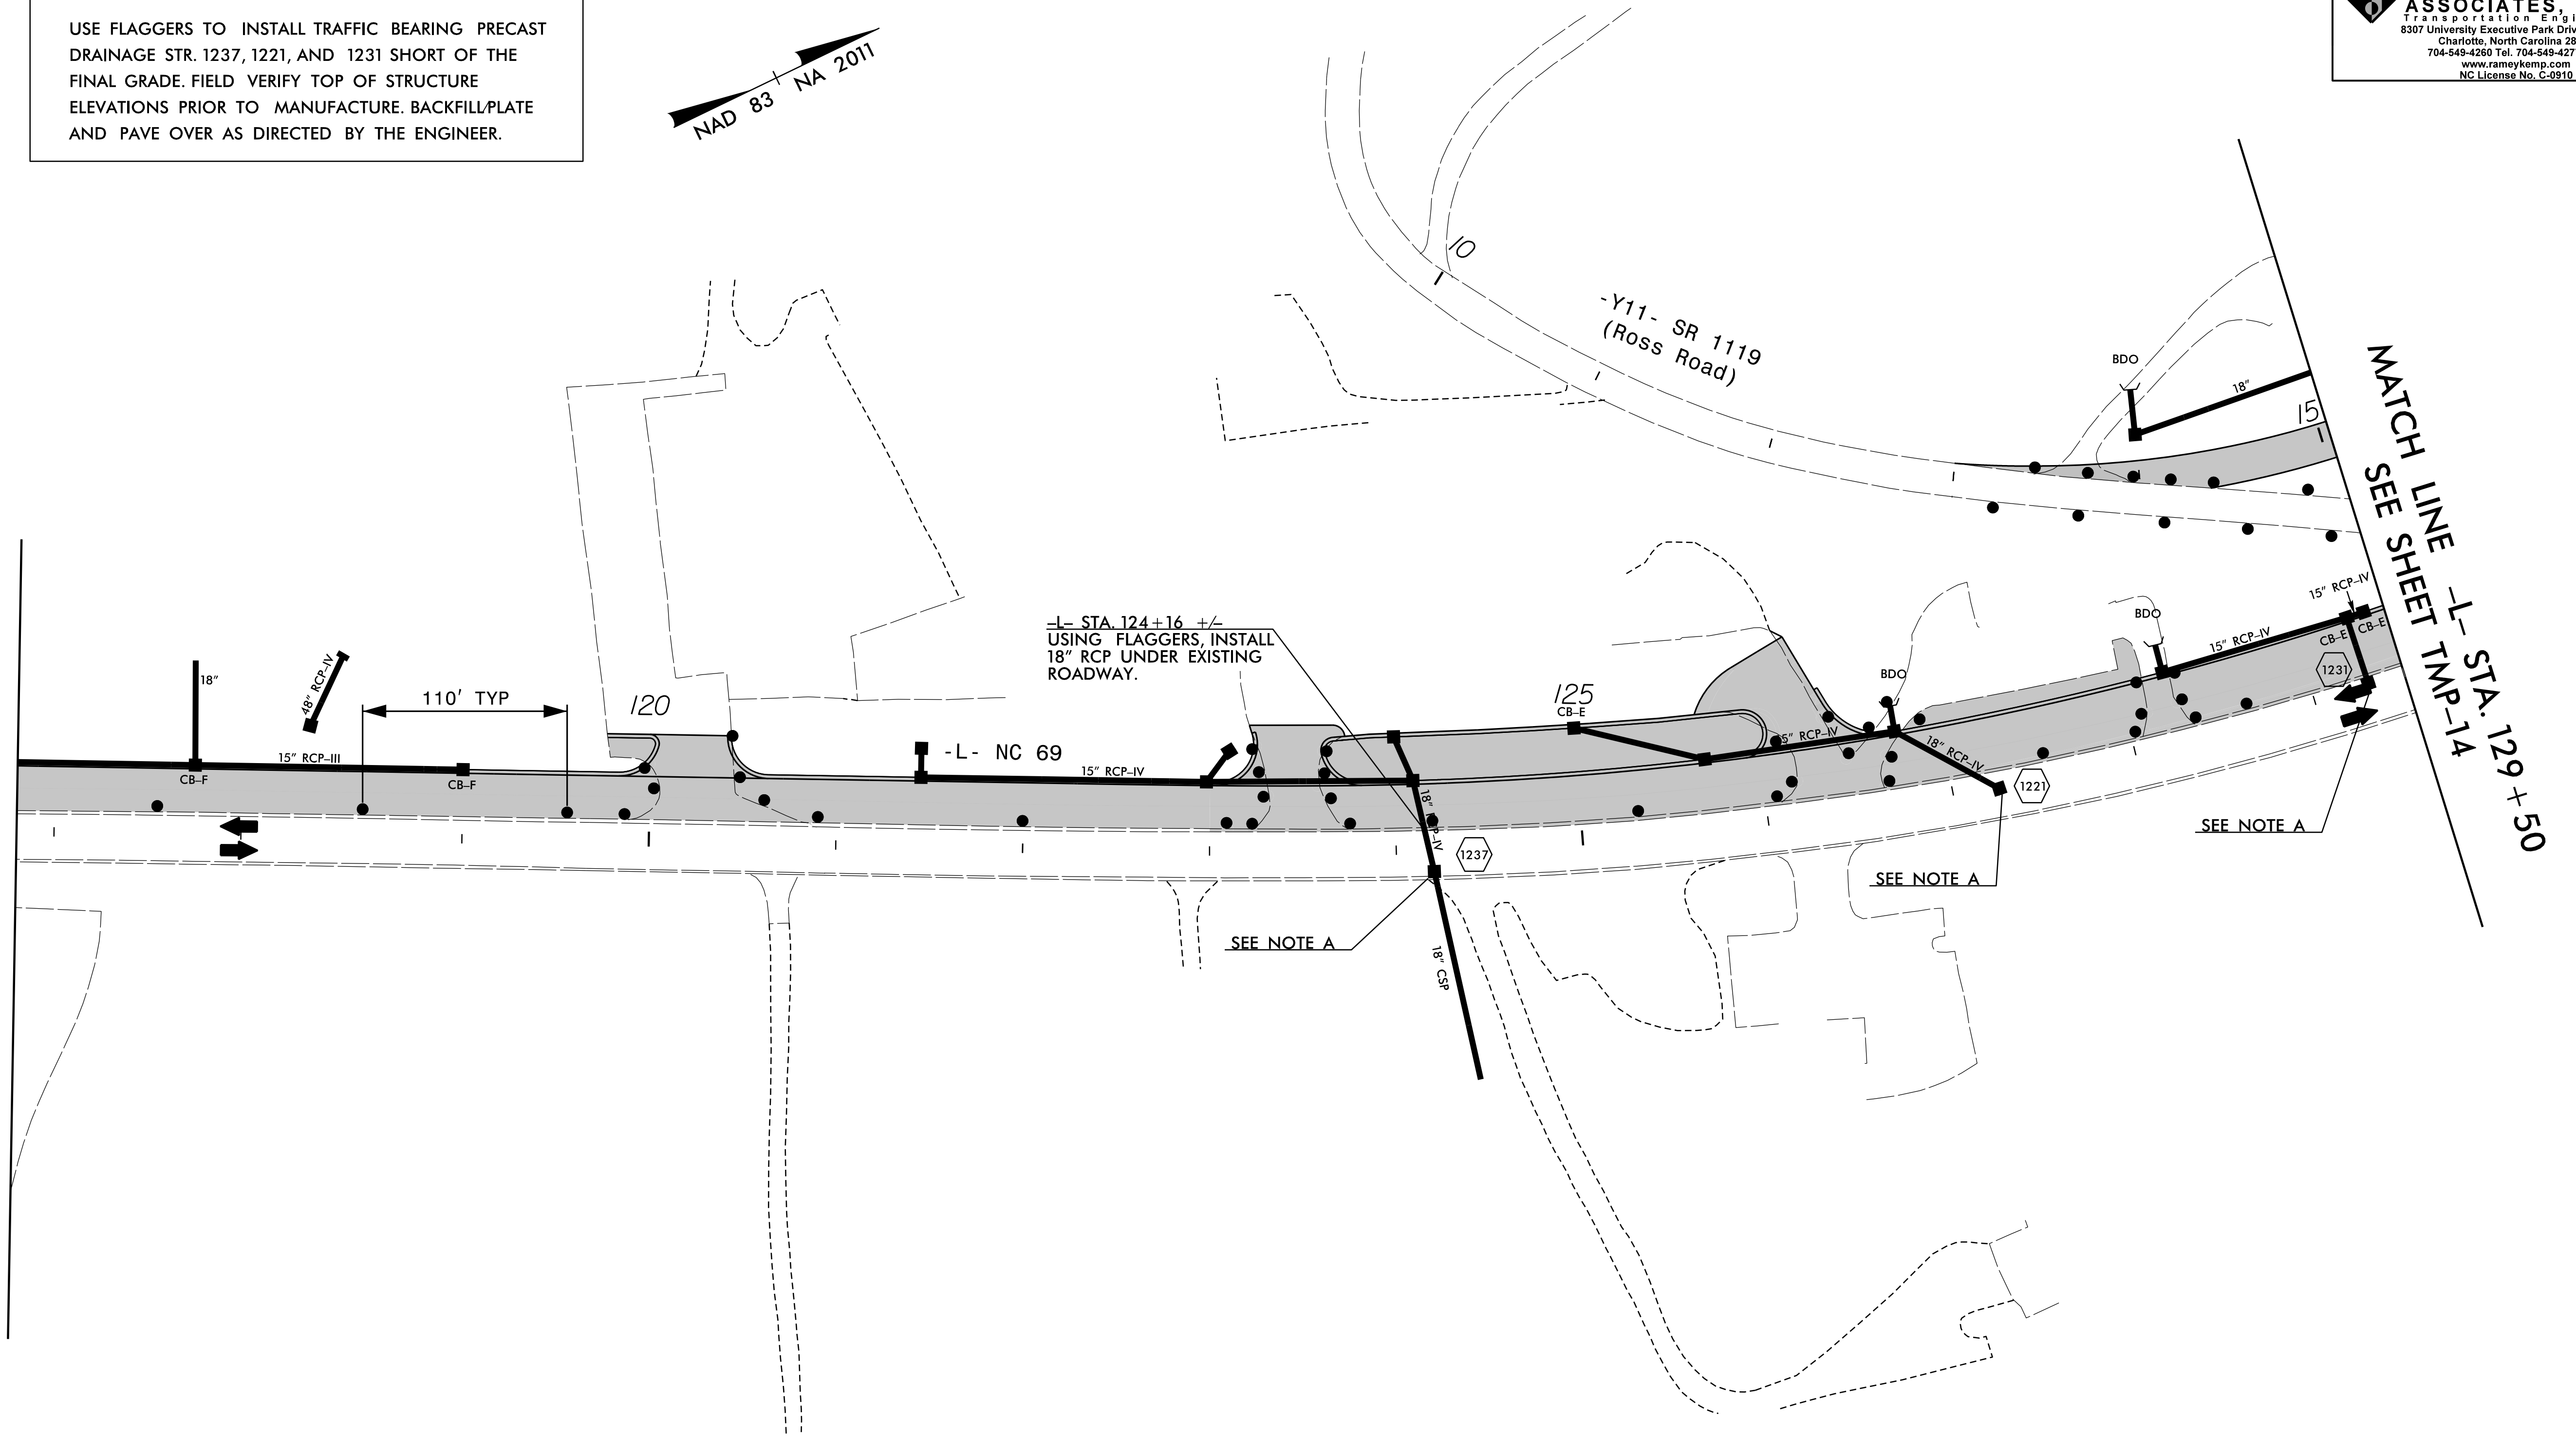 USE FLAGGERS TO INSTALL TRAFFIC BEARING PRECAST
DRAINAGE STR. 1237, 1221, AND 1231 SHORT OF THE
FINAL GRADE. FIELD VERIFY TOP OF STRUCTURE
ELEVATIONS PRIOR TO MANUFACTURE. BACKFILL/PLATE
AND PAVE OVER AS DIRECTED BY THE ENGINEER.
NAD 83 NA 2011
ASSOCIATES,
8307 University Executive Park
Charlotte, North Carolina 28
704-549-4260 Tel. 704-549-427
www.rameykemp.com
NC License No. C-0910
10
-Y11- SR 1119
(Ross Road)
BDO
18"
15
MATCH LINE -L- STA. 129+50
SEE SHEET TMP-14
-L- STA. 124+16 +/-
USING FLAGGERS, INSTALL
18" RCP UNDER EXISTING
ROADWAY.
18"
48" RCP-IV
110' TYP
120
125
CB-E
BDO
BDO
15" RCP-IV
15" RCP-IV
CB-E
CB-E
1231
15" RCP-III
CB-F
CB-F
-L- NC 69
15" RCP-IV
5" RCP-IV
18" RCP-IV
1221
18" RCP-IV
1237
SEE NOTE A
SEE NOTE A
SEE NOTE A
18" CSP